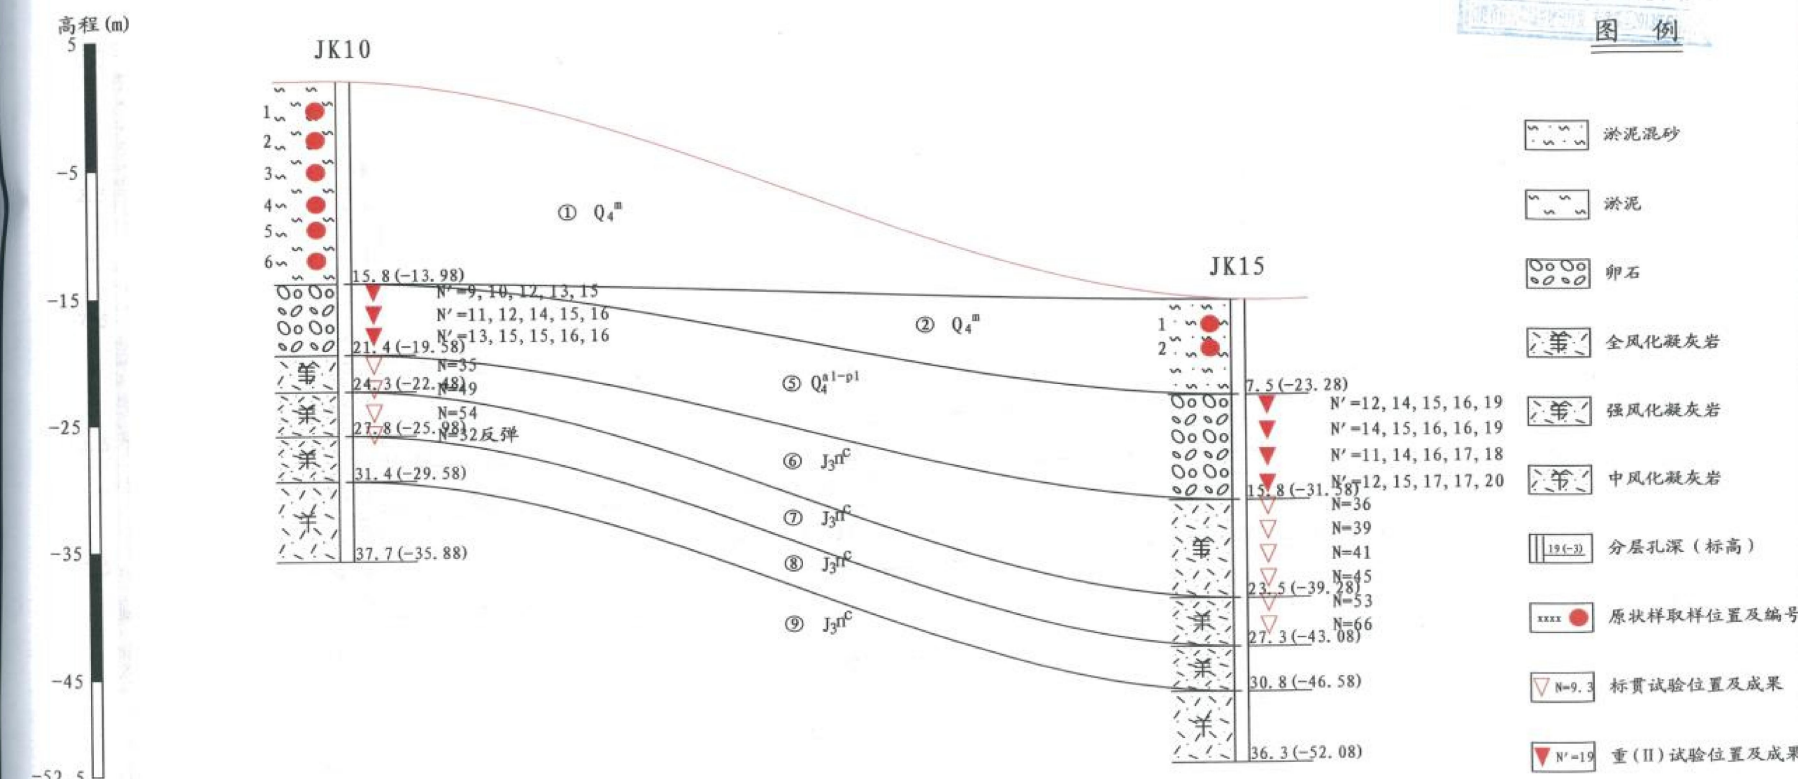 高程(m)
5
-5
-15
-25
-35
-45
-52.5
JK10
1
2
3
4
5
6
15.8(-13.98)
N'=9,10,12,13,15
N'=11,12,14,15,16
N'=13,15,15,16,16
21.4(-19.58)
N=35
24.3(-22.48)
N=49
N=54
27.8(-25.98)
N=32反弹
31.4(-29.58)
37.7(-35.88)
① Q₄ᵐ
② Q₄ᵐ
⑤ Q₄ᵃˡ⁻ᵖˡ
⑥ J₃nᶜ
⑦ J₃nᶜ
⑧ J₃nᶜ
⑨ J₃nᶜ
JK15
1
2
7.5(-23.28)
N'=12,14,15,16,19
N'=14,15,16,16,19
N'=11,14,16,17,18
N'=12,15,17,17,20
15.8(-31.58)
N=36
N=39
N=41
N=45
23.5(-39.28)
N=53
N=66
27.3(-43.08)
30.8(-46.58)
36.3(-52.08)
图 例
淤泥混砂
淤泥
卵石
全风化凝灰岩
强风化凝灰岩
中风化凝灰岩
19(-3) 分层孔深(标高)
xxxx 原状样取样位置及编号
N=9.3 标贯试验位置及成果
N'=19 重(II)试验位置及成果